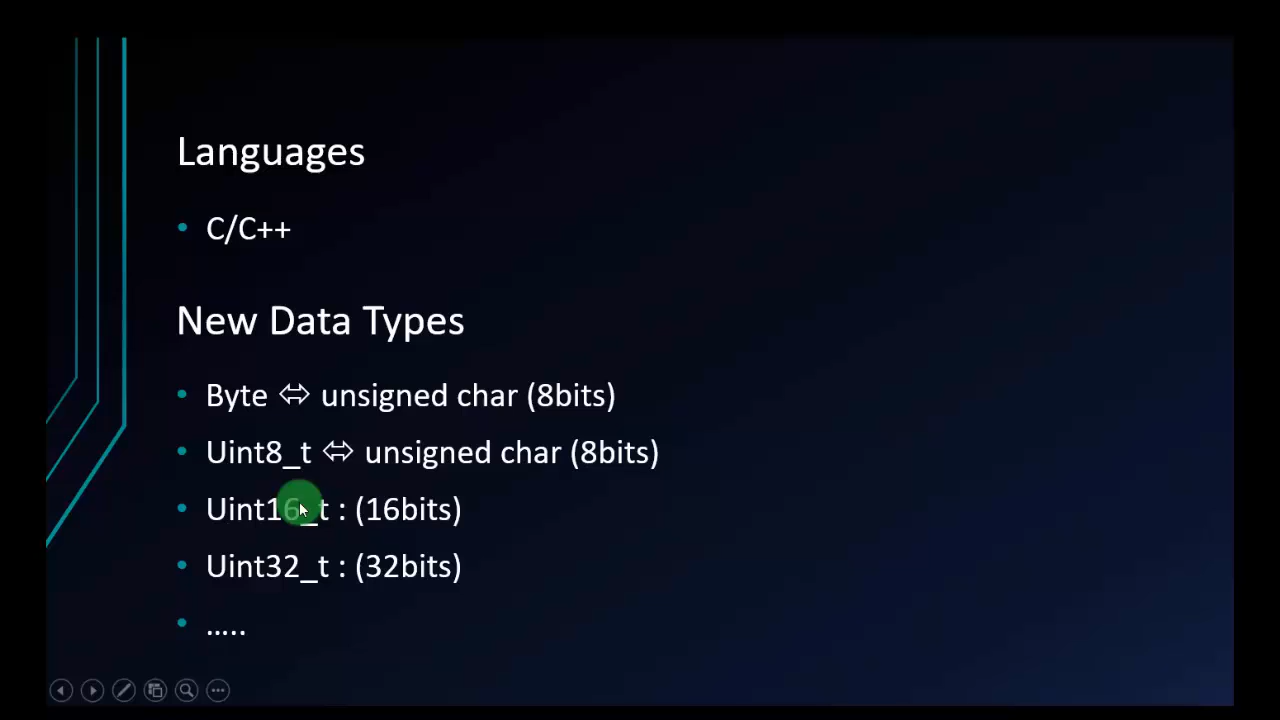 Languages
• C/C++
New Data Types
• Byte ⬄ unsigned char (8bits)
• Uint8_t ⬄ unsigned char (8bits)
• Uint16_t : (16bits)
• Uint32_t : (32bits)
• …..